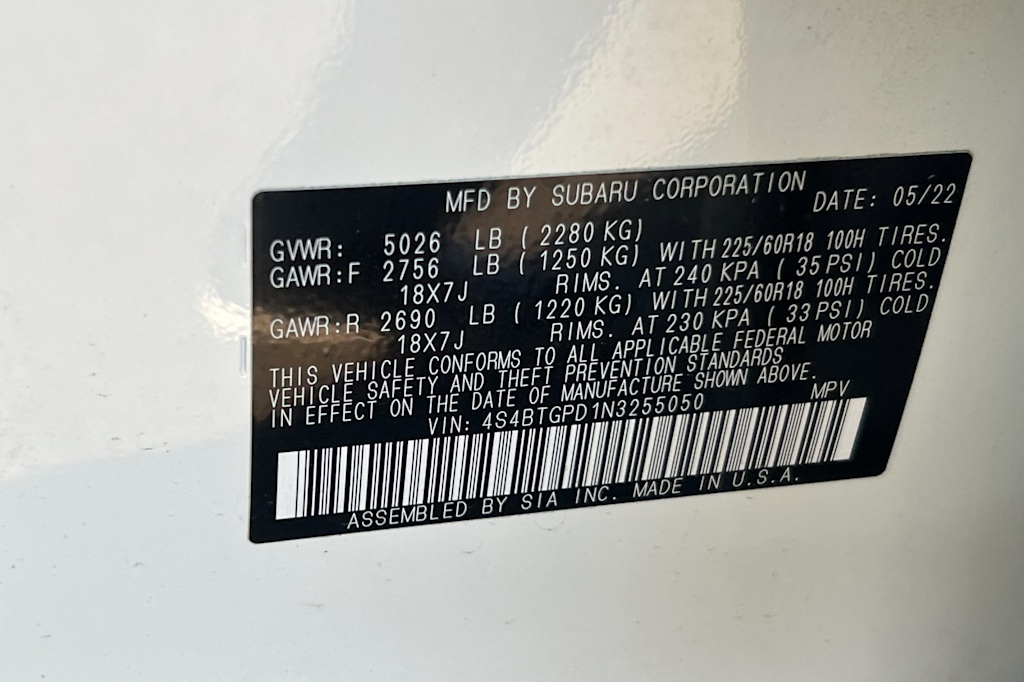 MFD BY SUBARU CORPORATION DATE: 05/22
GVWR: 5026 LB ( 2280 KG)
GAWR:F 2756 LB ( 1250 KG) WITH 225/60R18 100H TIRES.
18X7J RIMS. AT 240 KPA ( 35 PSI) COLD
GAWR:R 2690 LB ( 1220 KG) WITH 225/60R18 100H TIRES.
18X7J RIMS. AT 230 KPA ( 33 PSI) COLD
THIS VEHICLE CONFORMS TO ALL APPLICABLE FEDERAL MOTOR
VEHICLE SAFETY AND THEFT PREVENTION STANDARDS
IN EFFECT ON THE DATE OF MANUFACTURE SHOWN ABOVE.
VIN: 4S4BTGPD1N3255050 MPV
ASSEMBLED BY SIA INC. MADE IN U.S.A.